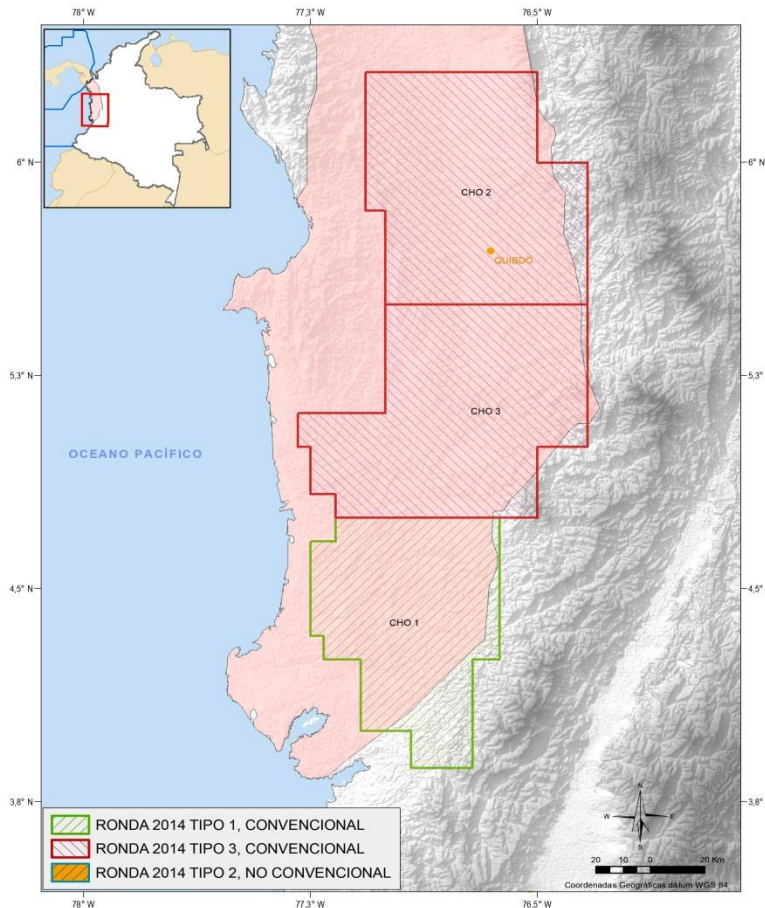 78° W
77,3° W
76,5° W
6° N
6° N
CHO 2
QUIBDO
5,3° N
5,3° N
CHO 3
OCEANO PACÍFICO
4,5° N
4,5° N
CHO 1
3,8° N
3,8° N
N
W
E
S
RONDA 2014 TIPO 1, CONVENCIONAL
RONDA 2014 TIPO 3, CONVENCIONAL
RONDA 2014 TIPO 2, NO CONVENCIONAL
20 10 0 20 Km
Coordenadas Geográficas dátum WGS 84
78° W
77,3° W
76,5° W